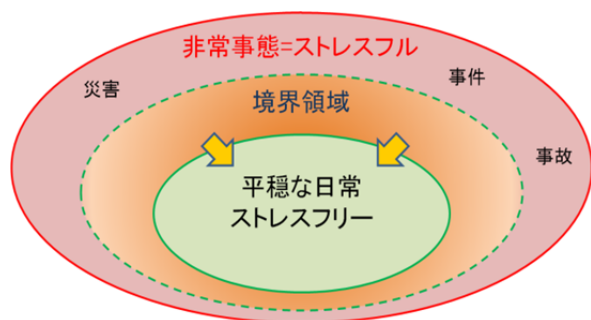 非常事態=ストレスフル
災害
事件
境界領域
事故
平穏な日常
ストレスフリー